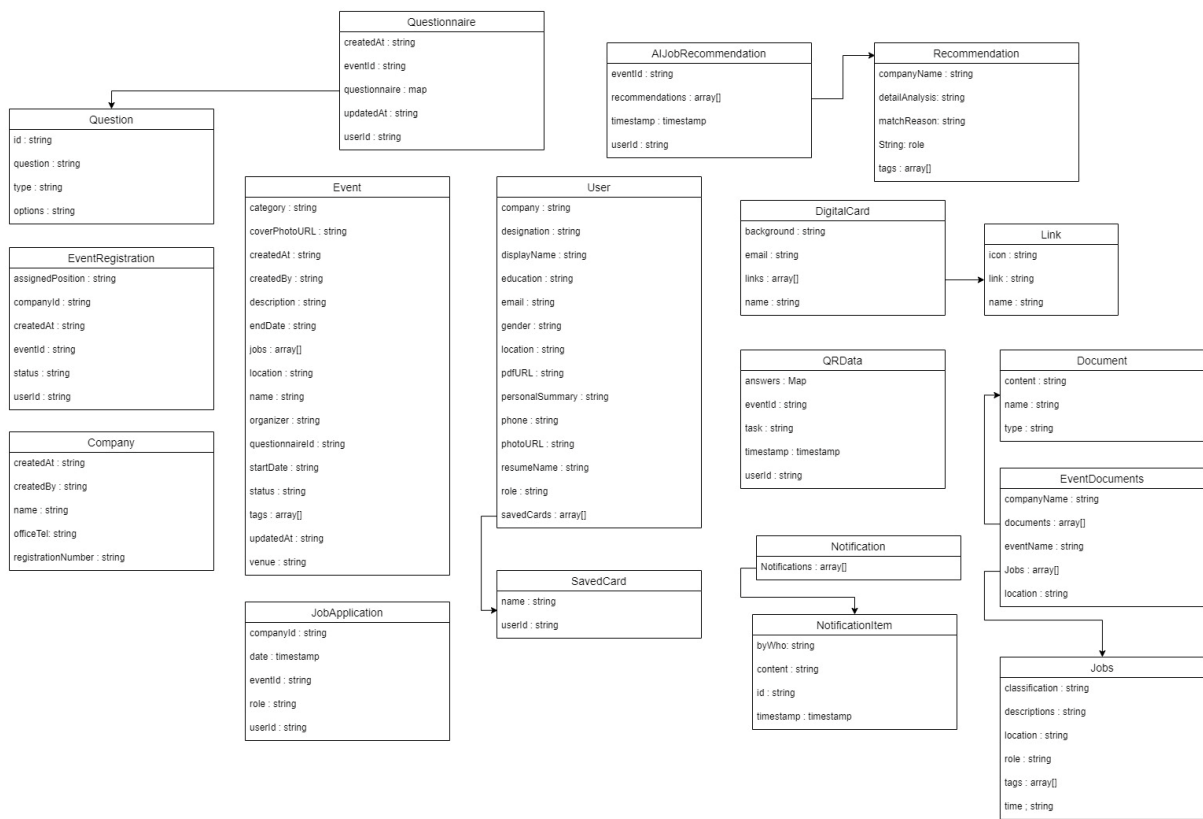 Questionnaire
createdAt : string
eventId : string
questionnaire : map
updatedAt : string
userId : string
AIJobRecommendation
eventId : string
recommendations : array[]
timestamp : timestamp
userId : string
Recommendation
companyName : string
detailAnalysis: string
matchReason: string
String: role
tags : array[]
Question
id : string
question : string
type : string
options : string
Event
category : string
coverPhotoURL : string
createdAt : string
createdBy : string
description : string
endDate : string
jobs : array[]
location : string
name : string
organizer : string
questionnaireId : string
startDate : string
status : string
tags : array[]
updatedAt : string
venue : string
User
company : string
designation : string
displayName : string
education : string
email : string
gender : string
location : string
pdfURL : string
personalSummary : string
phone : string
photoURL : string
resumeName : string
role : string
savedCards : array[]
DigitalCard
background : string
email : string
links : array[]
name : string
Link
icon : string
link : string
name : string
EventRegistration
assignedPosition : string
companyId : string
createdAt : string
eventId : string
status : string
userId : string
QRData
answers : Map
eventId : string
task : string
timestamp : timestamp
userId : string
Document
content : string
name : string
type : string
Company
createdAt : string
createdBy : string
name : string
officeTel: string
registrationNumber : string
EventDocuments
companyName : string
documents : array[]
eventName : string
Jobs : array[]
location : string
Notification
Notifications : array[]
SavedCard
name : string
userId : string
JobApplication
companyId : string
date : timestamp
eventId : string
role : string
userId : string
NotificationItem
byWho: string
content : string
id : string
timestamp : timestamp
Jobs
classification : string
descriptions : string
location : string
role : string
tags : array[]
time ; string